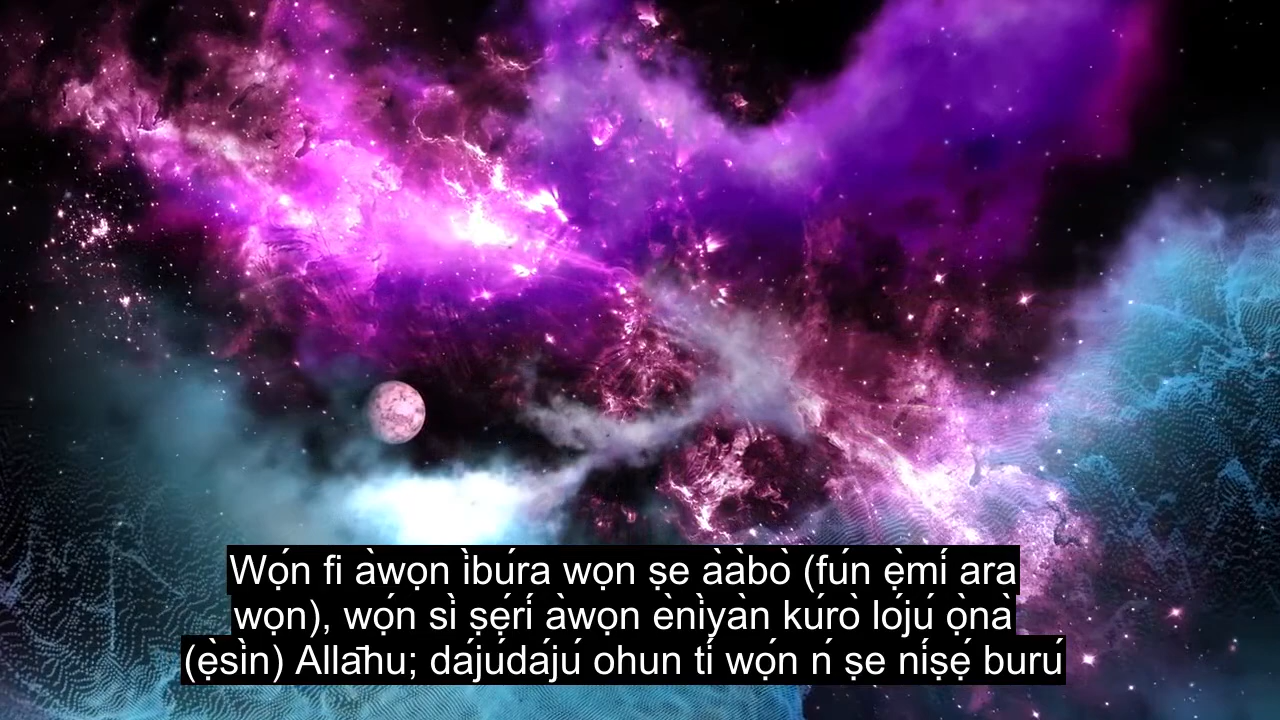 Wọ́n fi àwọn ìbúra wọn ṣe ààbò (fún ẹ̀mí ara
wọn), wọ́n sì ṣẹ́rí àwọn ènìyàn kúrò lójú ọ̀nà
(ẹ̀sìn) Allāhu; dájúdájú ohun tí wọ́n ń ṣe níṣẹ́ burú